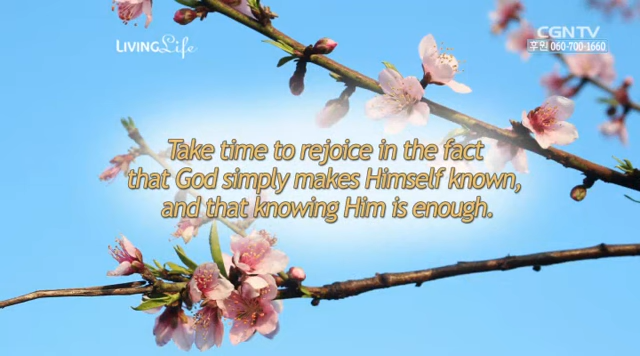 LIVING Life
CGNTV
후원 060-700-1660
Take time to rejoice in the fact
that God simply makes Himself known,
and that knowing Him is enough.